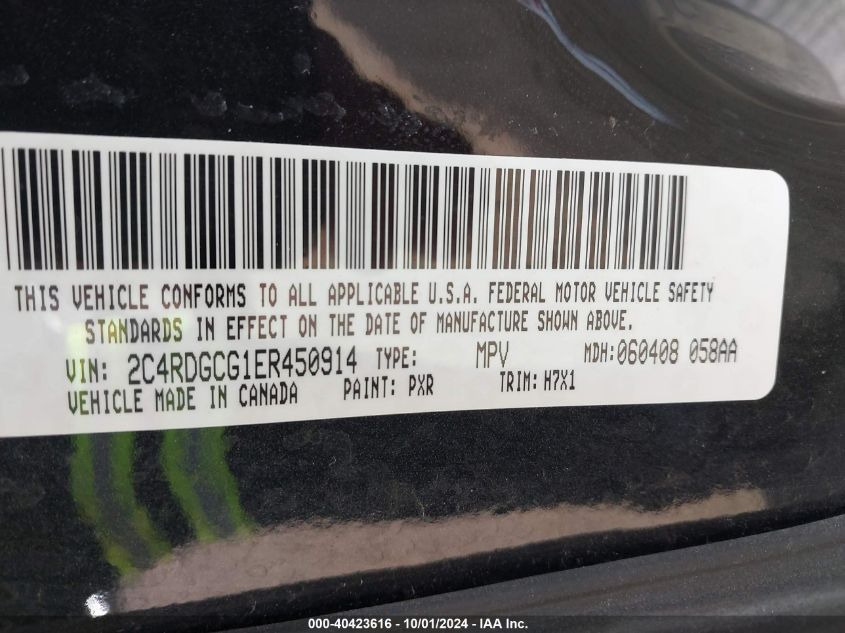 THIS VEHICLE CONFORMS TO ALL APPLICABLE U.S.A. FEDERAL MOTOR VEHICLE SAFETY
STANDARDS IN EFFECT ON THE DATE OF MANUFACTURE SHOWN ABOVE.
VIN: 2C4RDGCG1ER450914 TYPE: MPV MDH:060408 058AA
VEHICLE MADE IN CANADA PAINT: PXR TRIM: H7X1
000-40423616 - 10/01/2024 - IAA Inc.